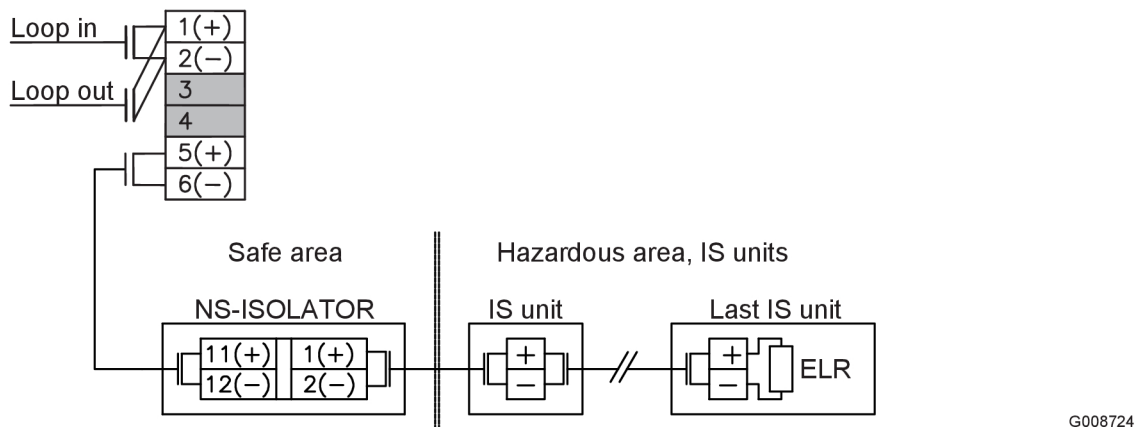 Loop in
1(+)
2(−)
Loop out
3
4
5(+)
6(−)
Safe area
Hazardous area, IS units
NS-ISOLATOR
IS unit
Last IS unit
11(+)
1(+)
+
+
12(−)
2(−)
−
−
ELR
G008724